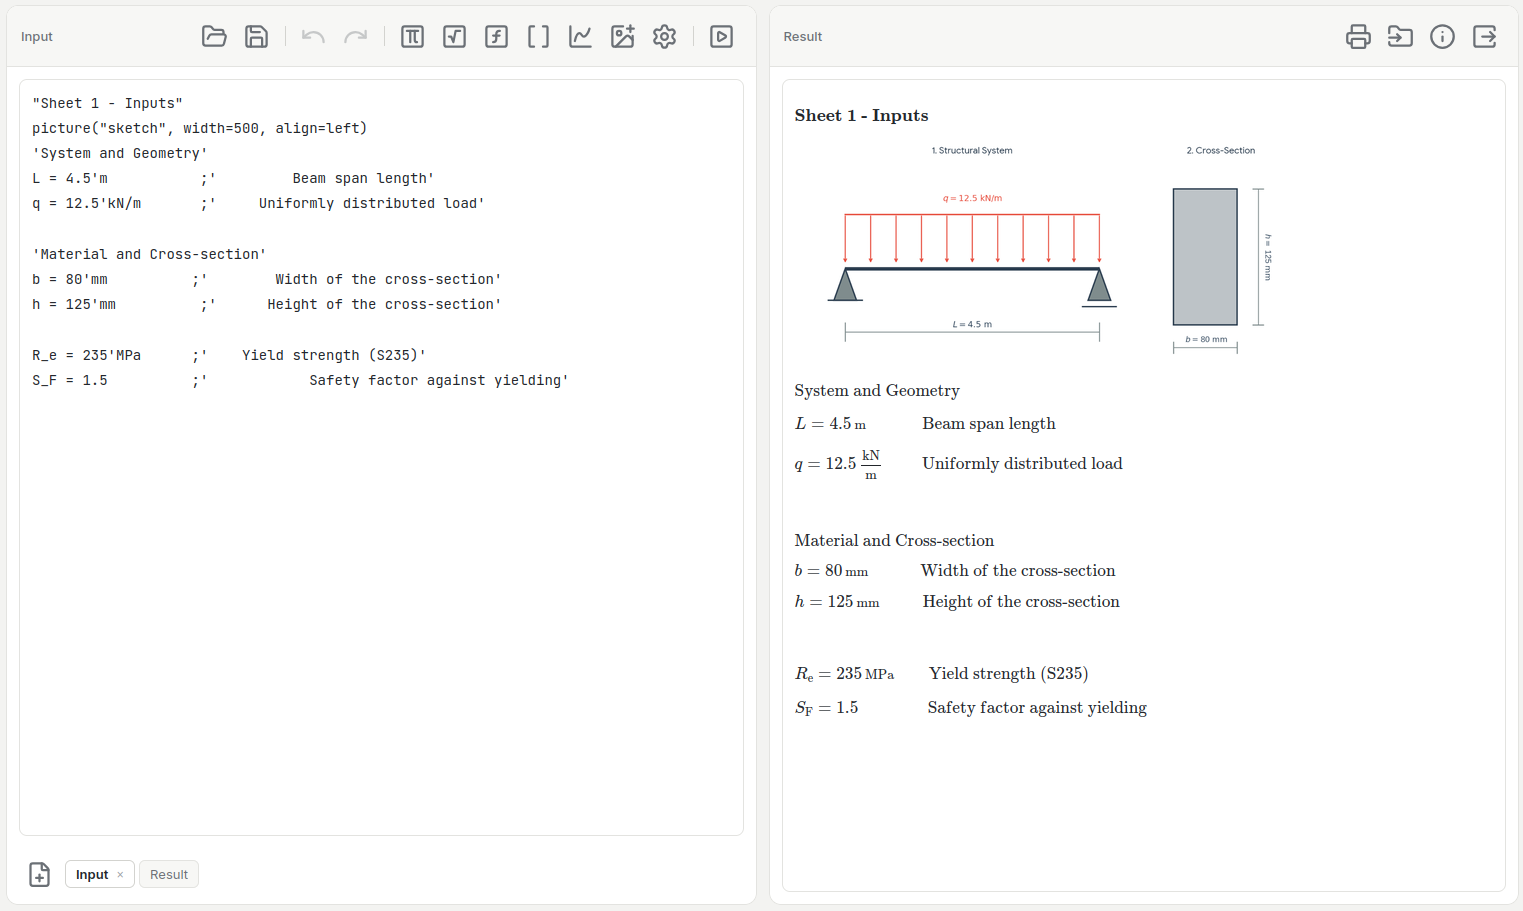 Input
"Sheet 1 - Inputs"
picture("sketch", width=500, align=left)
'System and Geometry'
L = 4.5'm ;' Beam span length'
q = 12.5'kN/m ;' Uniformly distributed load'
'Material and Cross-section'
b = 80'mm ;' Width of the cross-section'
h = 125'mm ;' Height of the cross-section'
R_e = 235'MPa ;' Yield strength (S235)'
S_F = 1.5 ;' Safety factor against yielding'
Input × Result
Result
Sheet 1 - Inputs
1. Structural System
2. Cross-Section
q = 12.5 kN/m
h = 125 mm
L = 4.5 m
b = 80 mm
System and Geometry
L = 4.5 m Beam span length
q = 12.5 kN/m Uniformly distributed load
Material and Cross-section
b = 80 mm Width of the cross-section
h = 125 mm Height of the cross-section
Re = 235 MPa Yield strength (S235)
SF = 1.5 Safety factor against yielding